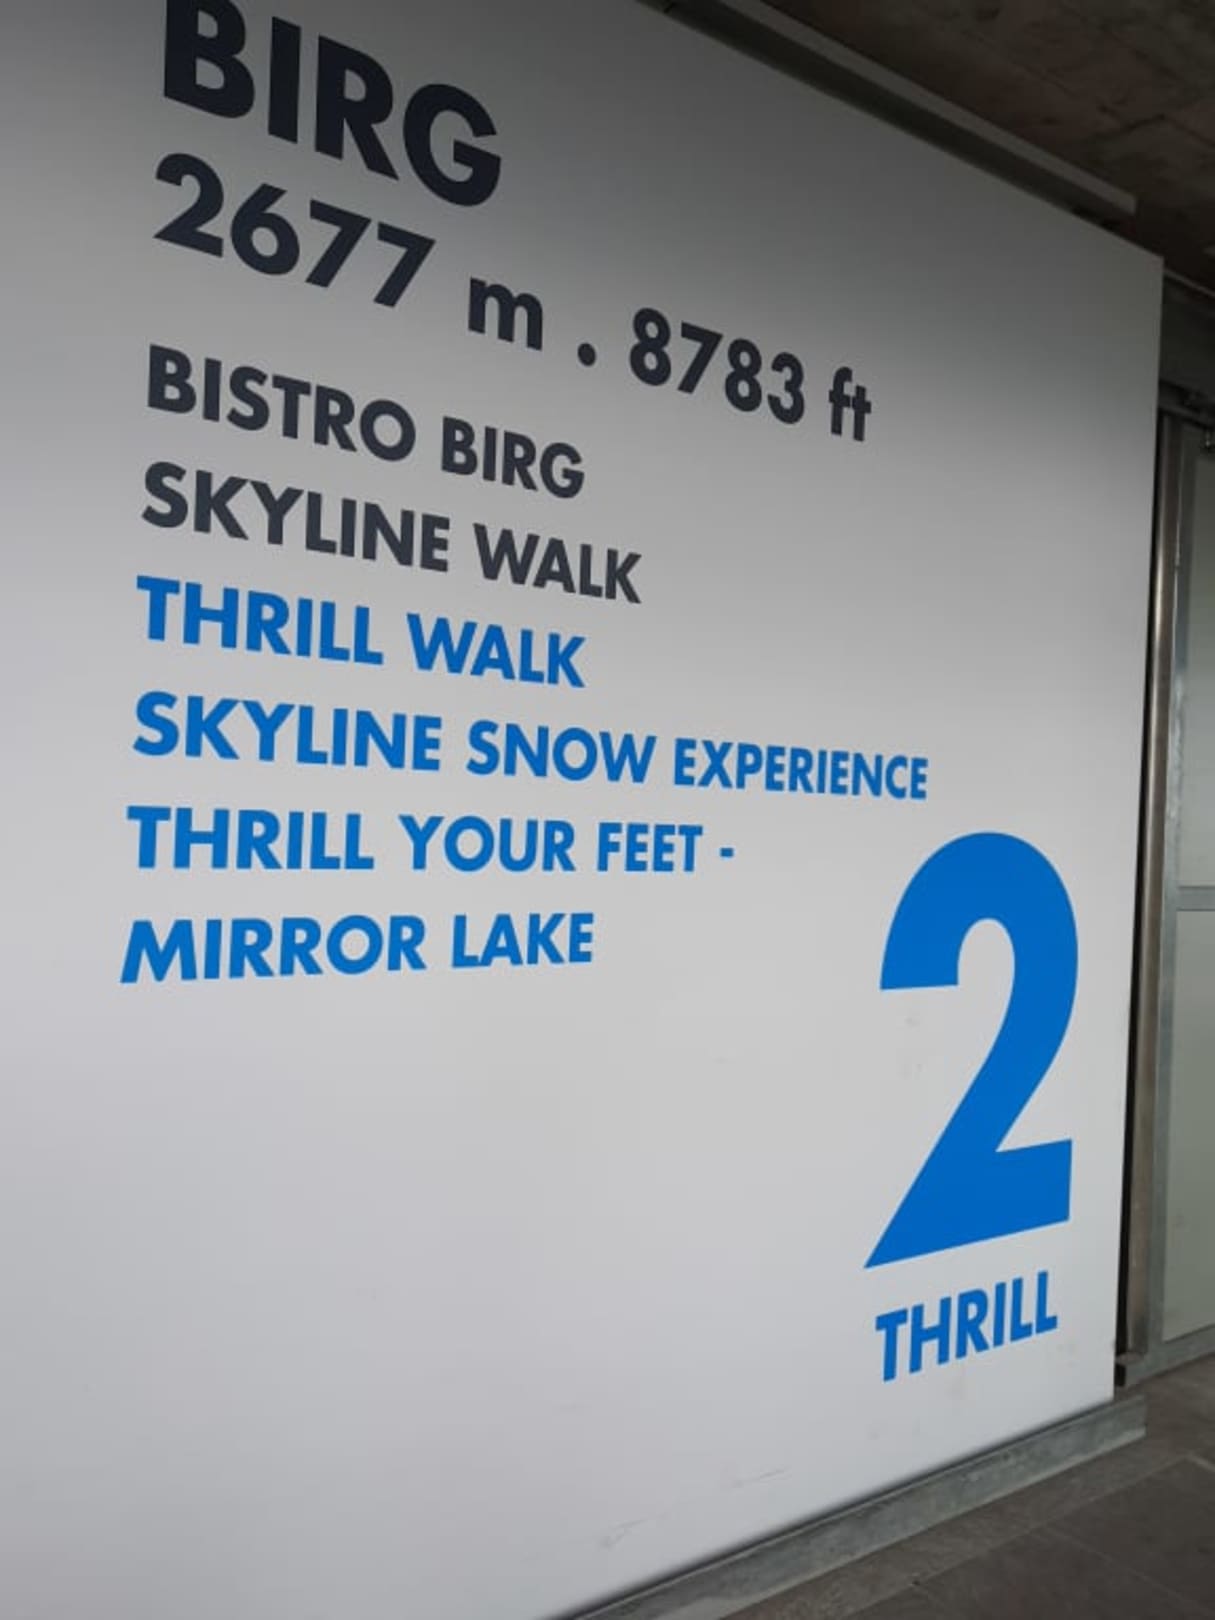 BIRG
2677 m . 8783 ft
BISTRO BIRG
SKYLINE WALK
THRILL WALK
SKYLINE SNOW EXPERIENCE
THRILL YOUR FEET -
MIRROR LAKE
2
THRILL